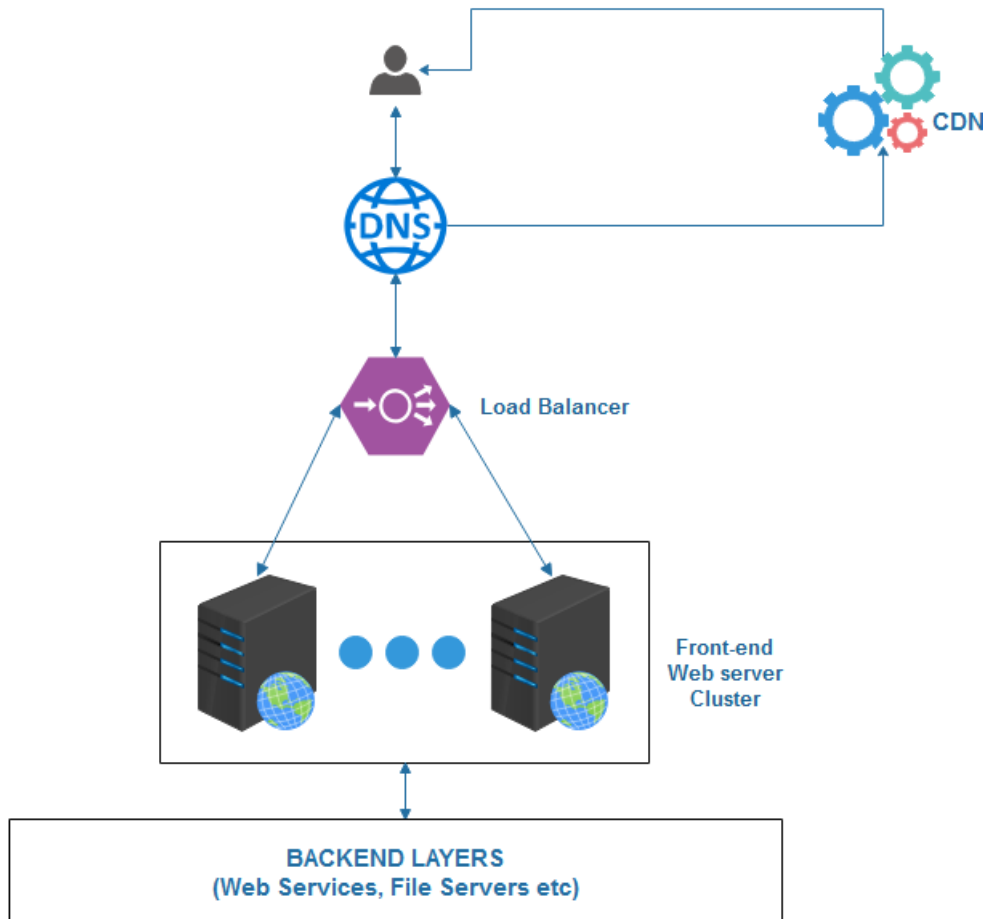 CDN
DNS
Load Balancer
Front-end
Web server
Cluster
BACKEND LAYERS
(Web Services, File Servers etc)